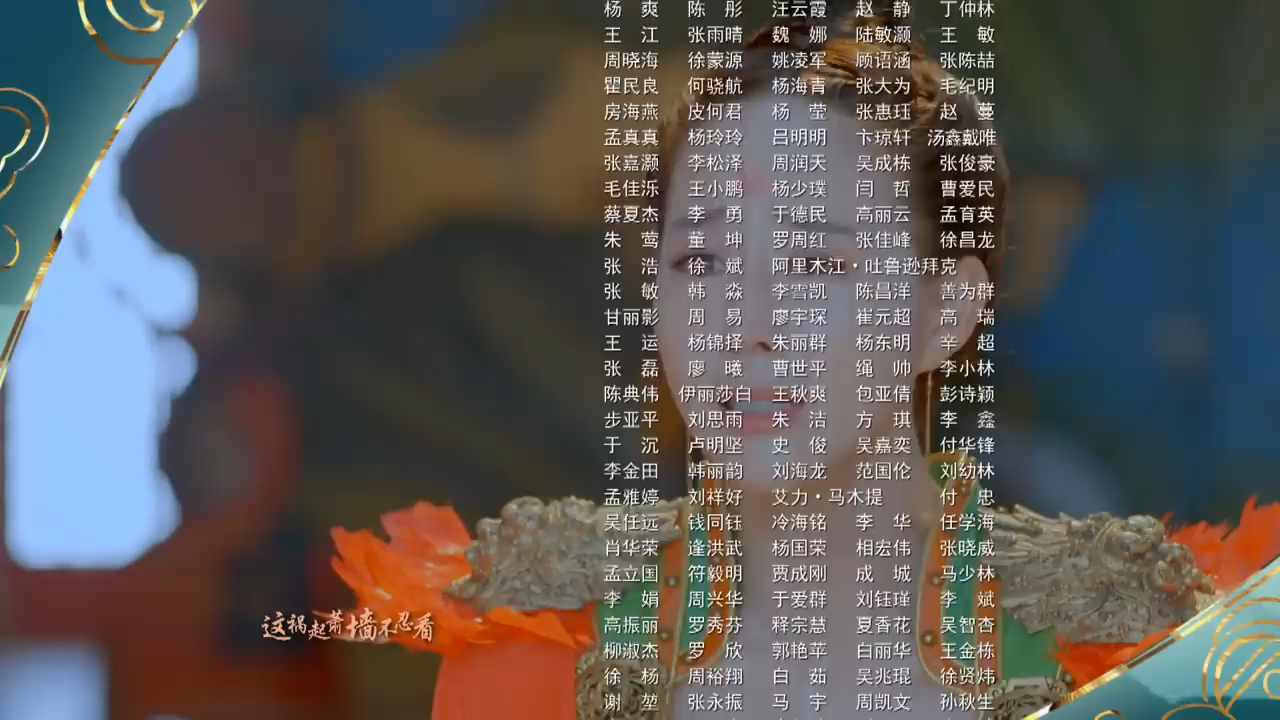 杨爽 陈彤 汪云霞 赵静 丁仲林
王江 张雨晴 魏娜 陆敏灏 王敏
周晓海 徐蒙源 姚凌军 顾语涵 张陈喆
瞿民良 何骁航 杨海青 张大为 毛纪明
房海燕 皮何君 杨莹 张惠珏 赵蔓
孟真真 杨玲玲 吕明明 卞琼轩 汤鑫戴唯
张嘉灏 李松泽 周润天 吴成栋 张俊豪
毛佳泺 王小鹏 杨少璞 闫哲 曹爱民
蔡夏杰 李勇 于德民 高丽云 孟育英
朱莺 董坤 罗周红 张佳峰 徐昌龙
张浩 徐斌 阿里木江·吐鲁逊拜克
张敏 韩淼 李雪凯 陈昌洋 善为群
甘丽影 周易 廖宇琛 崔元超 高瑞
王运 杨锦择 朱丽群 杨东明 辛超
张磊 廖曦 曹世平 绳帅 李小林
陈典伟 伊丽莎白 王秋爽 包亚倩 彭诗颖
步亚平 刘思雨 朱洁 方琪 李鑫
于沉 卢明坚 史俊 吴嘉奕 付华锋
李金田 韩丽韵 刘海龙 范国伦 刘幼林
孟雅婷 刘祥好 艾力·马木提 付忠
吴任远 钱同钰 冷海铭 李华 任学海
肖华荣 逄洪武 杨国荣 相宏伟 张晓威
孟立国 符毅明 贾成刚 成城 马少林
李娟 周兴华 于爱群 刘钰瑾 李斌
高振丽 罗秀芬 释宗慧 夏香花 吴智杏
柳淑杰 罗欣 郭艳苹 白丽华 王金栋
徐杨 周裕翔 白茹 吴兆琨 徐贤炜
谢堃 张永振 马宇 周凯文 孙秋生
这祸起萧墙不忍看